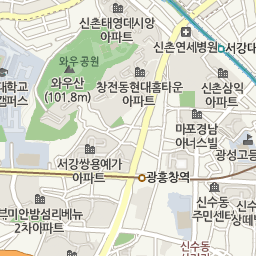 신촌태영데시앙
아파트
와우 공원
와우산
(101.8m)
신촌연세병원
서강대
창전동현대홈타운
아파트
신촌삼익
아파트
대학교
캠퍼스
마포경남
아너스빌
광성고등
서강쌍용예가
아파트
광흥창역
신수동
주민센터
신수
상떼
부미안밤섬리베뉴
2차아파트
신수동